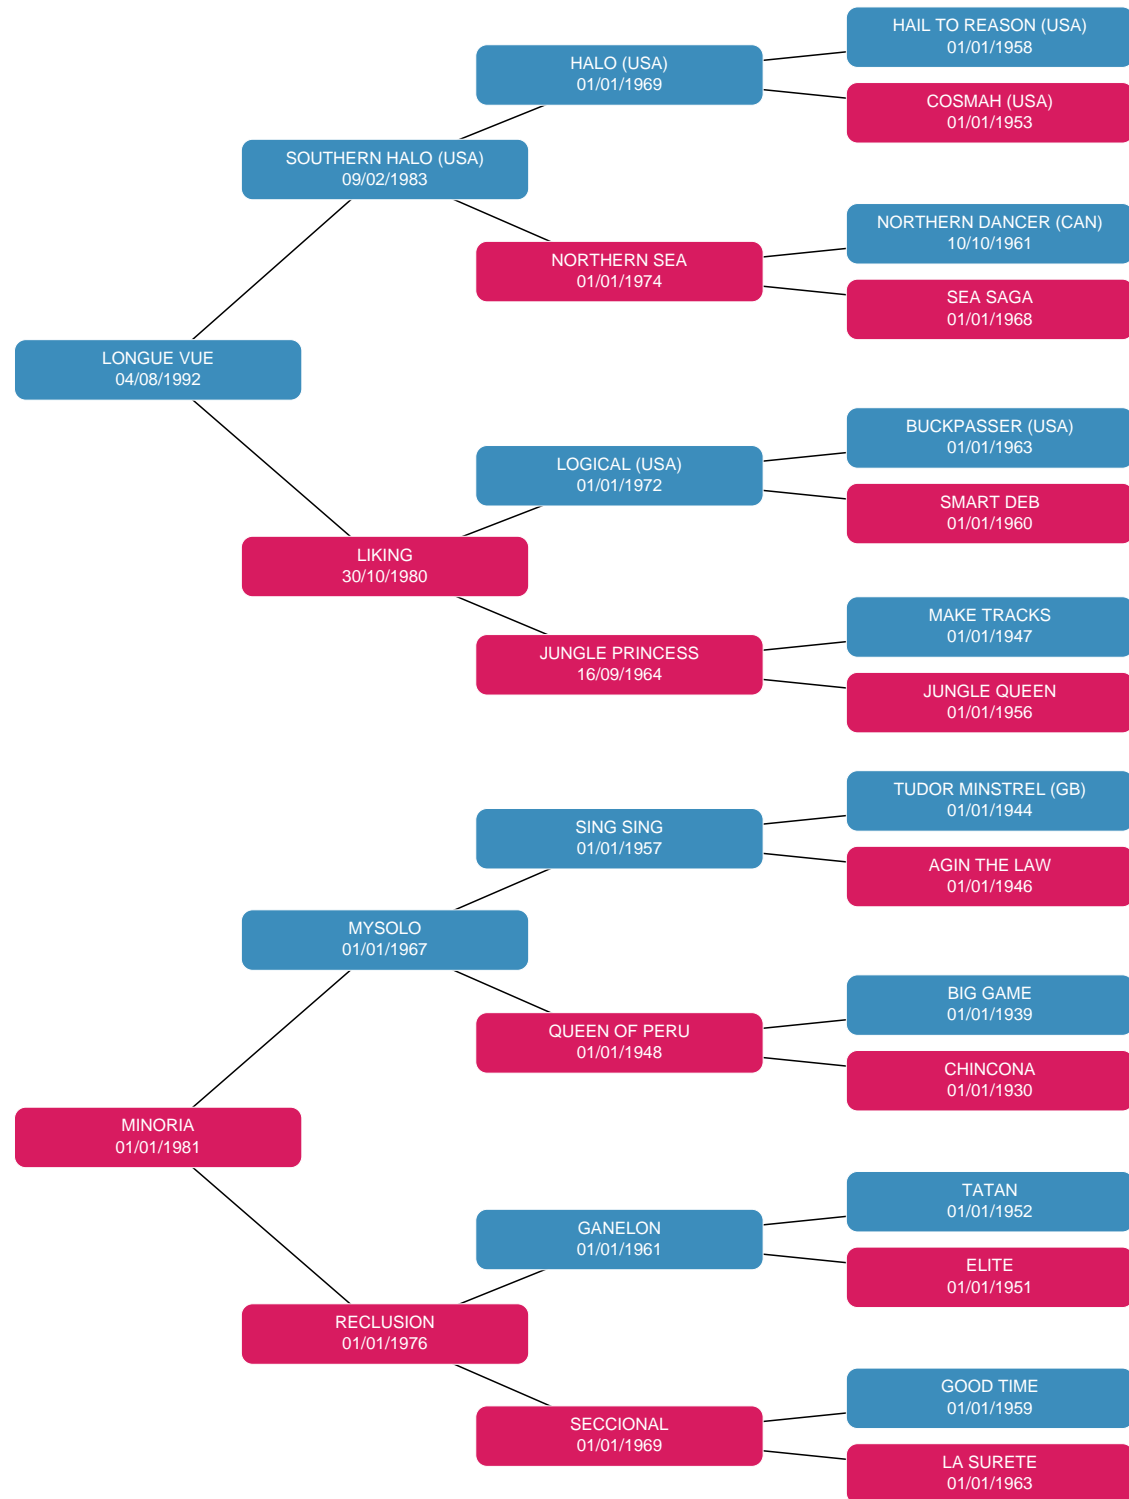 HAIL TO REASON (USA)
01/01/1958
HALO (USA)
01/01/1969
COSMAH (USA)
01/01/1953
SOUTHERN HALO (USA)
09/02/1983
NORTHERN DANCER (CAN)
10/10/1961
NORTHERN SEA
01/01/1974
SEA SAGA
01/01/1968
LONGUE VUE
04/08/1992
BUCKPASSER (USA)
01/01/1963
LOGICAL (USA)
01/01/1972
SMART DEB
01/01/1960
LIKING
30/10/1980
MAKE TRACKS
01/01/1947
JUNGLE PRINCESS
16/09/1964
JUNGLE QUEEN
01/01/1956
TUDOR MINSTREL (GB)
01/01/1944
SING SING
01/01/1957
AGIN THE LAW
01/01/1946
MYSOLO
01/01/1967
BIG GAME
01/01/1939
QUEEN OF PERU
01/01/1948
CHINCONA
01/01/1930
MINORIA
01/01/1981
TATAN
01/01/1952
GANELON
01/01/1961
ELITE
01/01/1951
RECLUSION
01/01/1976
GOOD TIME
01/01/1959
SECCIONAL
01/01/1969
LA SURETE
01/01/1963